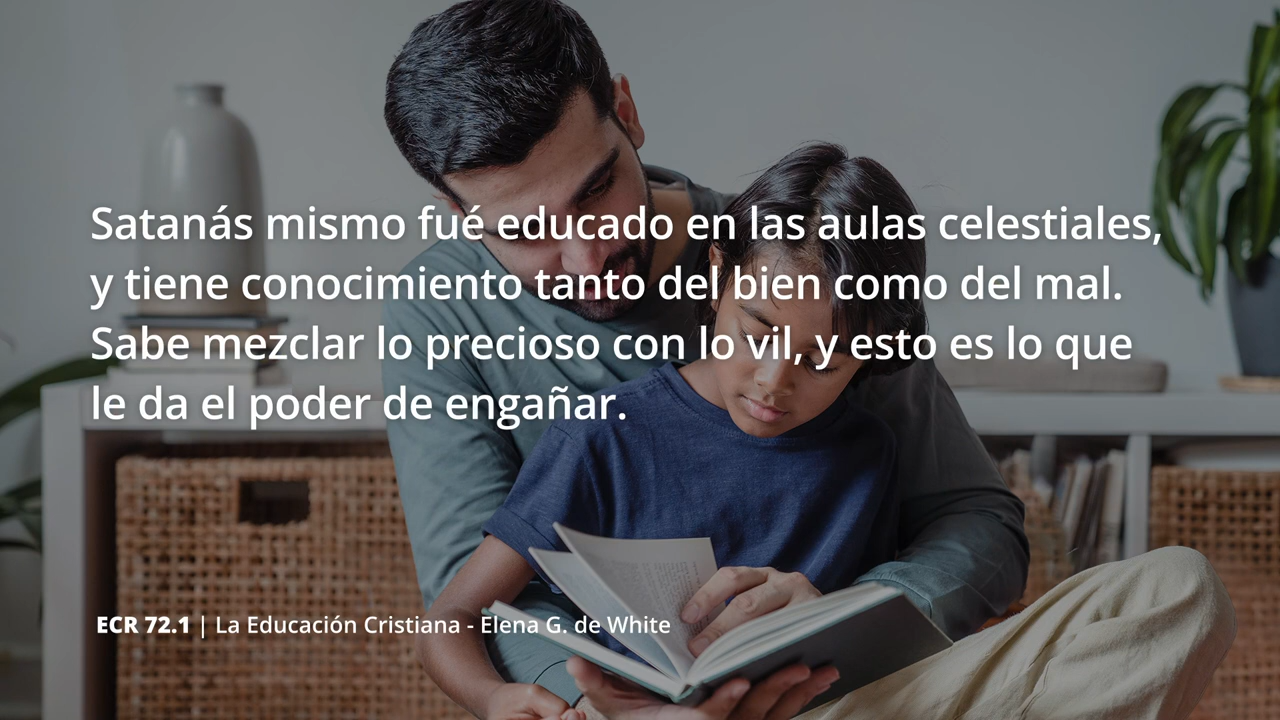 Satanás mismo fué educado en las aulas celestiales,
y tiene conocimiento tanto del bien como del mal.
Sabe mezclar lo precioso con lo vil, y esto es lo que
le da el poder de engañar.
ECR 72.1 | La Educación Cristiana - Elena G. de White